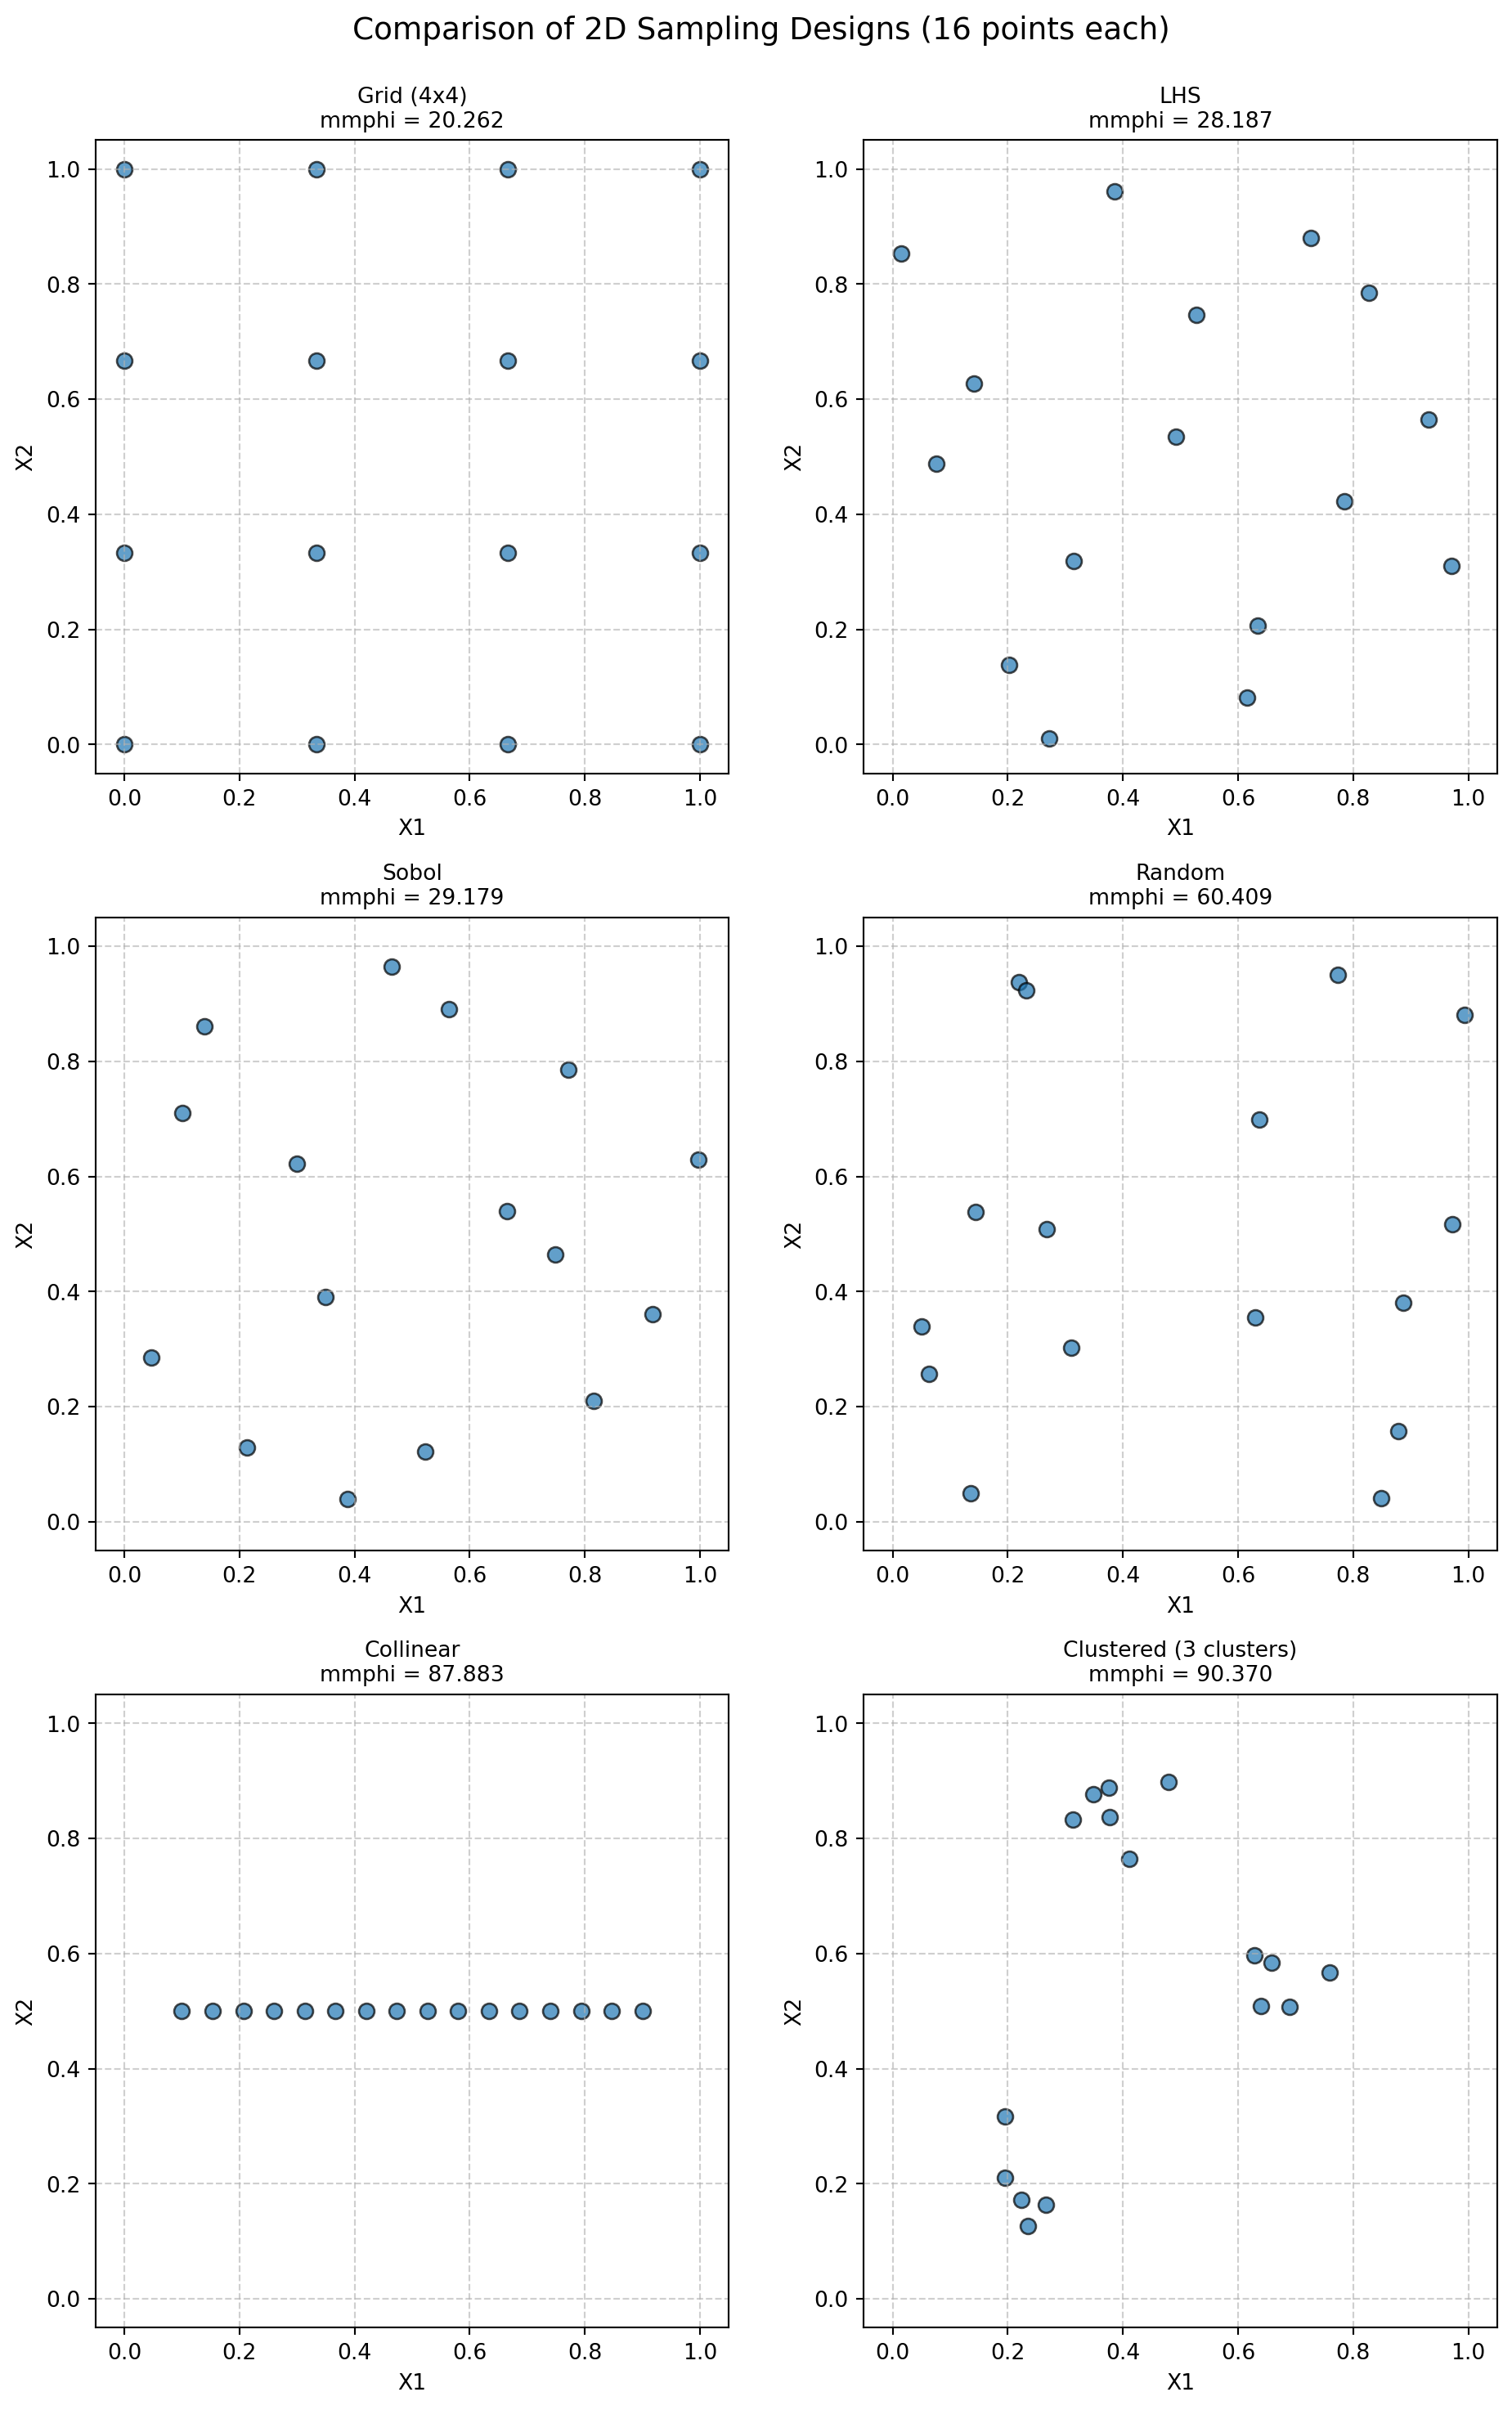 Comparison of 2D Sampling Designs (16 points each)
Grid (4x4)
mmphi = 20.262
1.0
0.8
0.6
0.4
0.2
0.0
X2
0.0 0.2 0.4 0.6 0.8 1.0
X1
LHS
mmphi = 28.187
1.0
0.8
0.6
0.4
0.2
0.0
X2
0.0 0.2 0.4 0.6 0.8 1.0
X1
Sobol
mmphi = 29.179
1.0
0.8
0.6
0.4
0.2
0.0
X2
0.0 0.2 0.4 0.6 0.8 1.0
X1
Random
mmphi = 60.409
1.0
0.8
0.6
0.4
0.2
0.0
X2
0.0 0.2 0.4 0.6 0.8 1.0
X1
Collinear
mmphi = 87.883
1.0
0.8
0.6
0.4
0.2
0.0
X2
0.0 0.2 0.4 0.6 0.8 1.0
X1
Clustered (3 clusters)
mmphi = 90.370
1.0
0.8
0.6
0.4
0.2
0.0
X2
0.0 0.2 0.4 0.6 0.8 1.0
X1